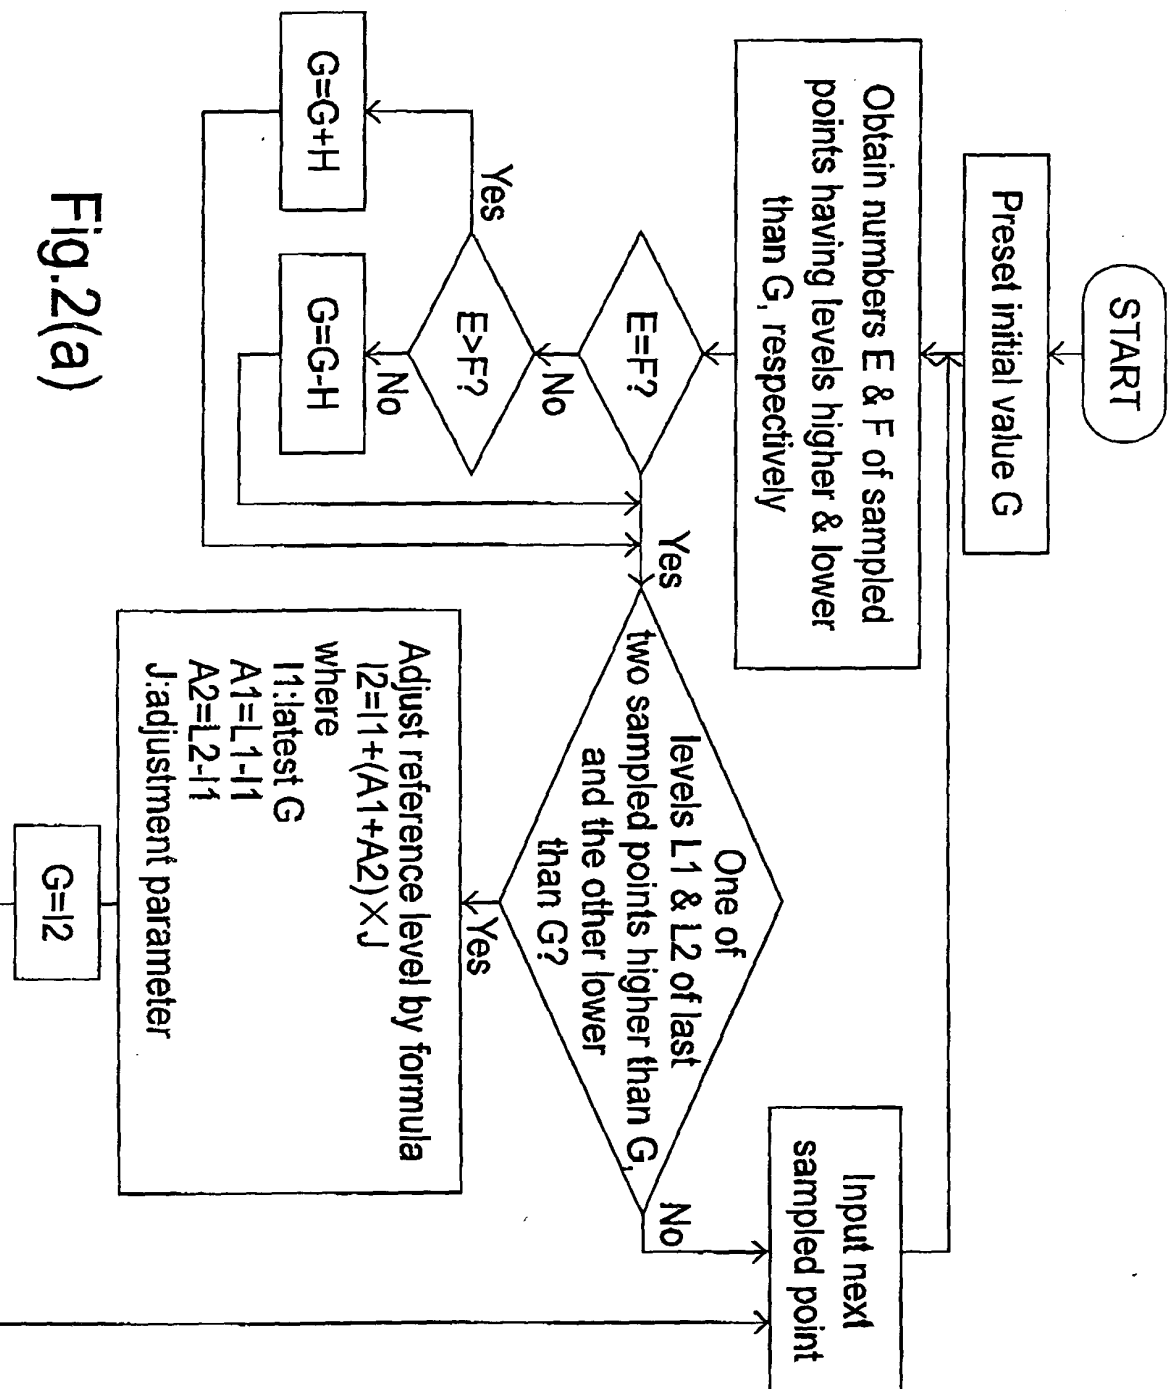 START
Preset initial value G
Obtain numbers E & F of sampled
points having levels higher & lower
than G, respectively
E=F?
No
Yes
E>F?
Yes
No
G=G+H
G=G-H
One of
levels L1 & L2 of last
two sampled points higher than G,
and the other lower
than G?
No
Yes
Input next
sampled point
Adjust reference level by formula
I2=I1+(A1+A2)×J
where
I1:latest G
A1=L1-I1
A2=L2-I1
J:adjustment parameter
G=I2
Fig.2(a)